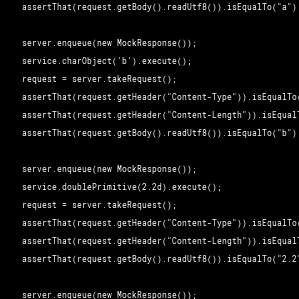 assertThat(request.getBody().readUtf8()).isEqualTo("a")
server.enqueue(new MockResponse());
service.charObject('b').execute();
request = server.takeRequest();
assertThat(request.getHeader("Content-Type")).isEqualTo(
assertThat(request.getHeader("Content-Length")).isEqualT
assertThat(request.getBody().readUtf8()).isEqualTo("b")
server.enqueue(new MockResponse());
service.doublePrimitive(2.2d).execute();
request = server.takeRequest();
assertThat(request.getHeader("Content-Type")).isEqualTo(
assertThat(request.getHeader("Content-Length")).isEqualT
assertThat(request.getBody().readUtf8()).isEqualTo("2.2"
server.enqueue(new MockResponse());